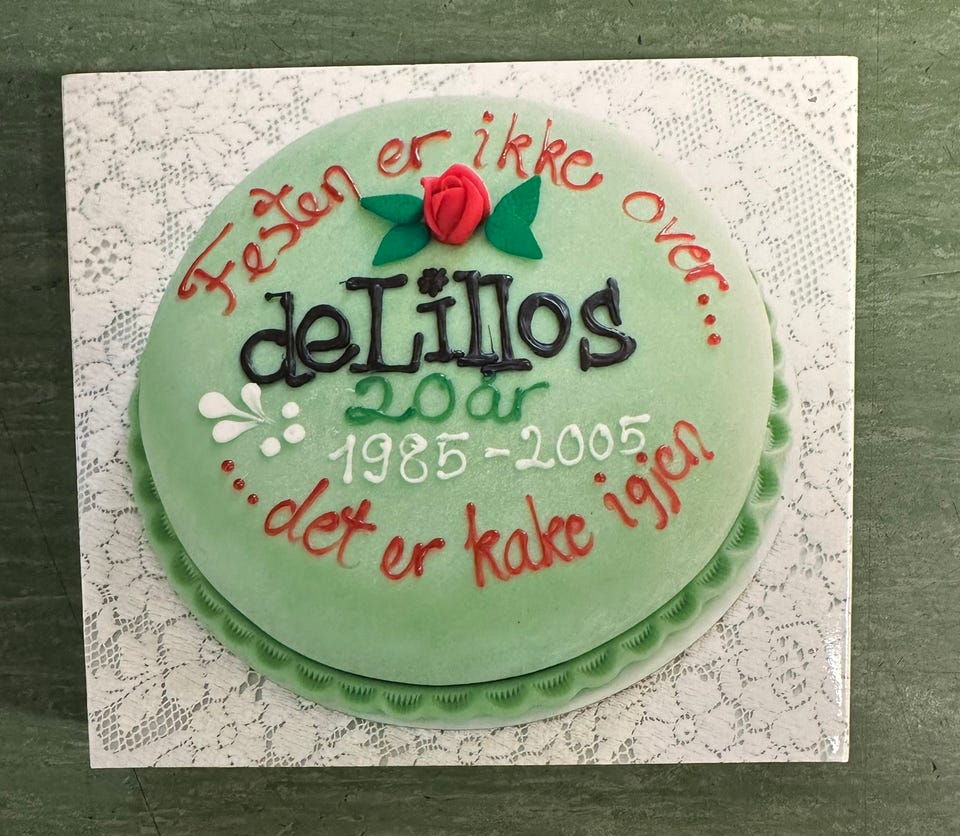 Festen er ikke over...
deLillos
20 år
1985-2005
...det er kake igjen